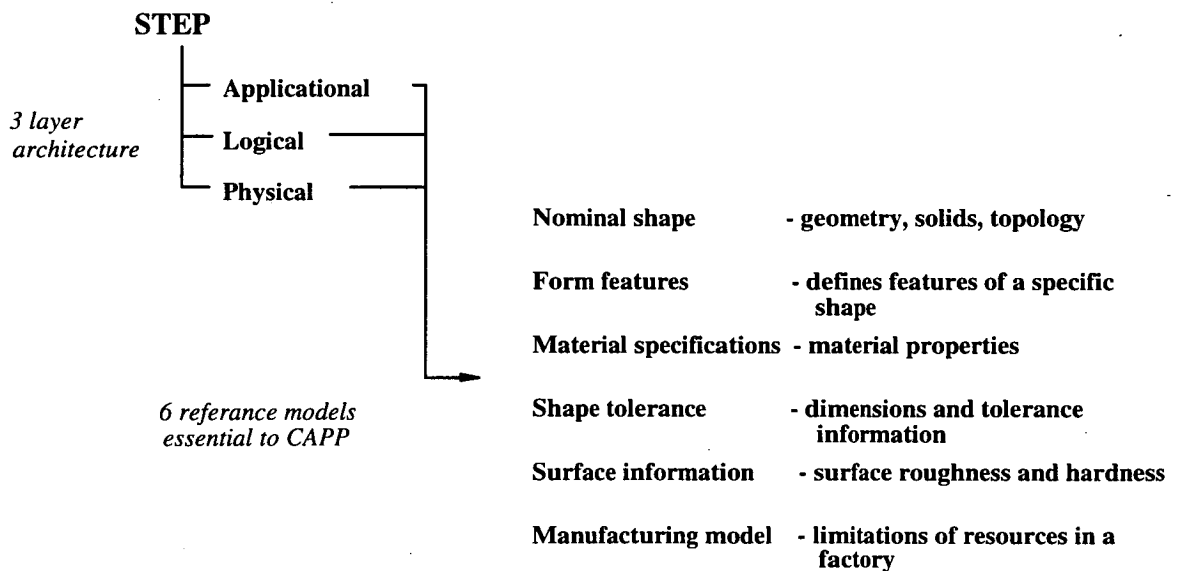 STEP
Applicational
3 layer
architecture
Logical
Physical
Nominal shape - geometry, solids, topology
Form features - defines features of a specific
shape
Material specifications - material properties
6 referance models
essential to CAPP
Shape tolerance - dimensions and tolerance
information
Surface information - surface roughness and hardness
Manufacturing model - limitations of resources in a
factory